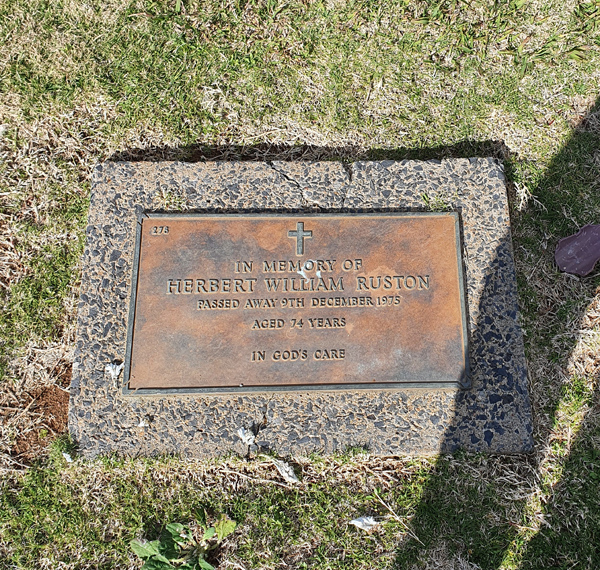 273
IN MEMORY OF
HERBERT WILLIAM RUSTON
PASSED AWAY 9TH DECEMBER 1975
AGED 74 YEARS
IN GOD'S CARE